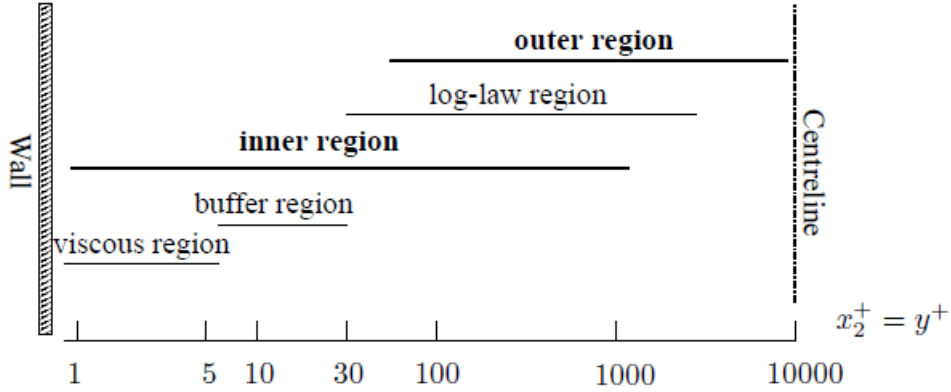 outer region
log-law region
inner region
buffer region
viscous region
Wall
Centreline
x₂⁺ = y⁺
1 5 10 30 100 1000 10000